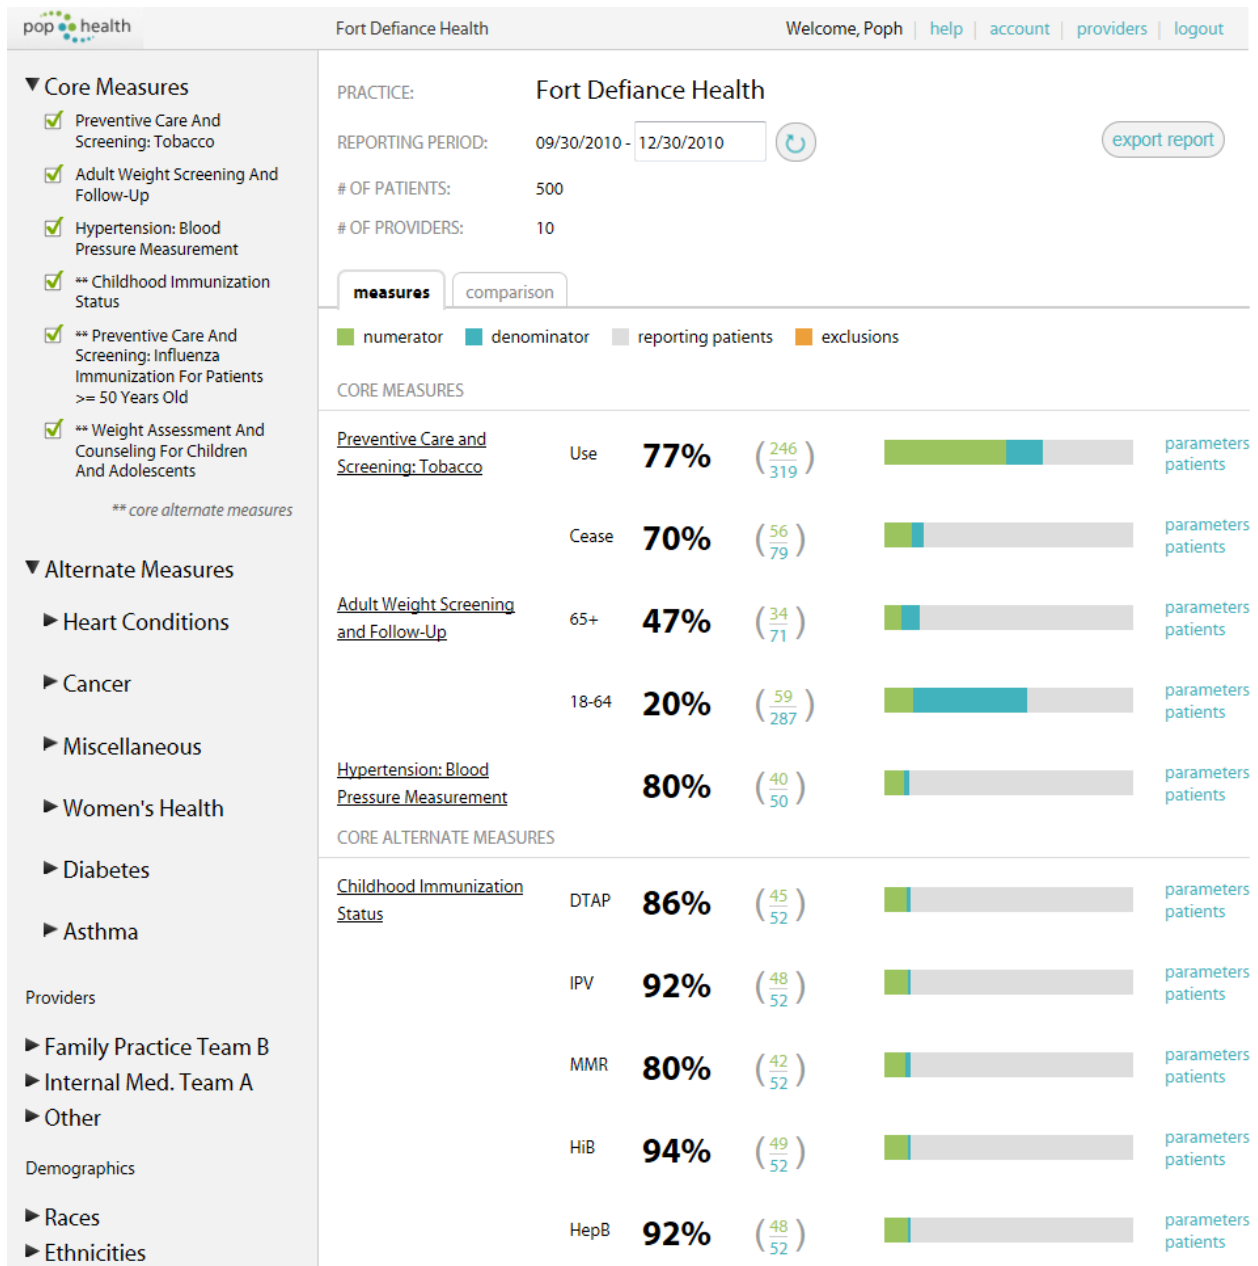 pop health
Fort Defiance Health
Welcome, Poph | help | account | providers | logout
▼ Core Measures
Preventive Care And
Screening: Tobacco
Adult Weight Screening And
Follow-Up
Hypertension: Blood
Pressure Measurement
** Childhood Immunization
Status
** Preventive Care And
Screening: Influenza
Immunization For Patients
>= 50 Years Old
** Weight Assessment And
Counseling For Children
And Adolescents
** core alternate measures
▼ Alternate Measures
► Heart Conditions
► Cancer
► Miscellaneous
► Women's Health
► Diabetes
► Asthma
Providers
► Family Practice Team B
► Internal Med. Team A
► Other
Demographics
► Races
► Ethnicities
PRACTICE: Fort Defiance Health
REPORTING PERIOD: 09/30/2010 - 12/30/2010
export report
# OF PATIENTS: 500
# OF PROVIDERS: 10
measures comparison
numerator denominator reporting patients exclusions
CORE MEASURES
Preventive Care and
Screening: Tobacco
Use 77% (246/319)
parameters
patients
Cease 70% (56/79)
parameters
patients
Adult Weight Screening
and Follow-Up
65+ 47% (34/71)
parameters
patients
18-64 20% (59/287)
parameters
patients
Hypertension: Blood
Pressure Measurement
80% (40/50)
parameters
patients
CORE ALTERNATE MEASURES
Childhood Immunization
Status
DTAP 86% (45/52)
parameters
patients
IPV 92% (48/52)
parameters
patients
MMR 80% (42/52)
parameters
patients
HiB 94% (49/52)
parameters
patients
HepB 92% (48/52)
parameters
patients